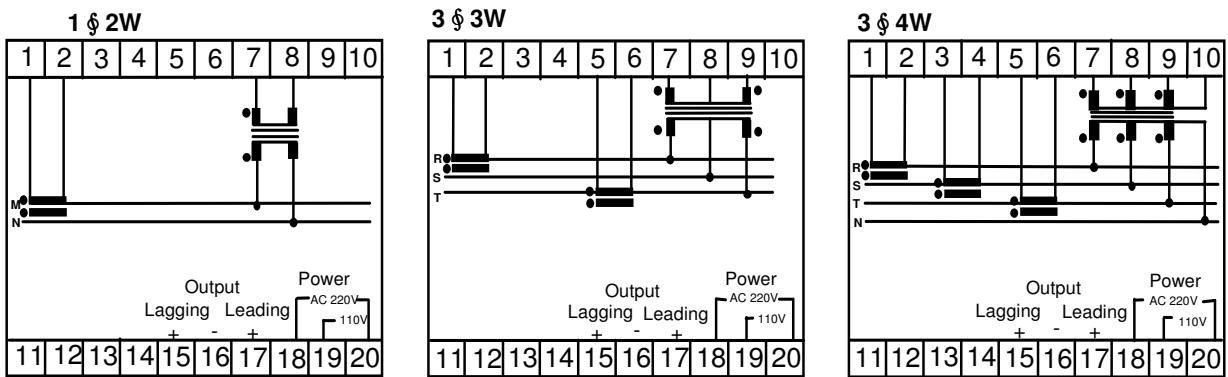 1 ∮ 2W
1 2 3 4 5 6 7 8 9 10
M
N
Output
Power
Lagging Leading
AC 220V
110V
+ - +
11 12 13 14 15 16 17 18 19 20
3 ∮ 3W
1 2 3 4 5 6 7 8 9 10
R
S
T
Output
Power
Lagging Leading
AC 220V
110V
+ - +
11 12 13 14 15 16 17 18 19 20
3 ∮ 4W
1 2 3 4 5 6 7 8 9 10
R
S
T
N
Output
Power
Lagging Leading
AC 220V
110V
+ - +
11 12 13 14 15 16 17 18 19 20